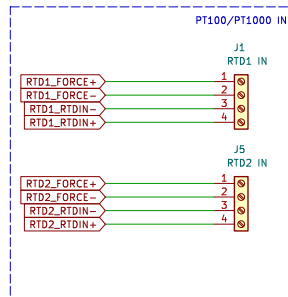 PT100/PT1000 IN
J1
RTD1 IN
RTD1_FORCE+ 1
RTD1_FORCE- 2
RTD1_RTDIN- 3
RTD1_RTDIN+ 4
J5
RTD2 IN
RTD2_FORCE+ 1
RTD2_FORCE- 2
RTD2_RTDIN- 3
RTD2_RTDIN+ 4